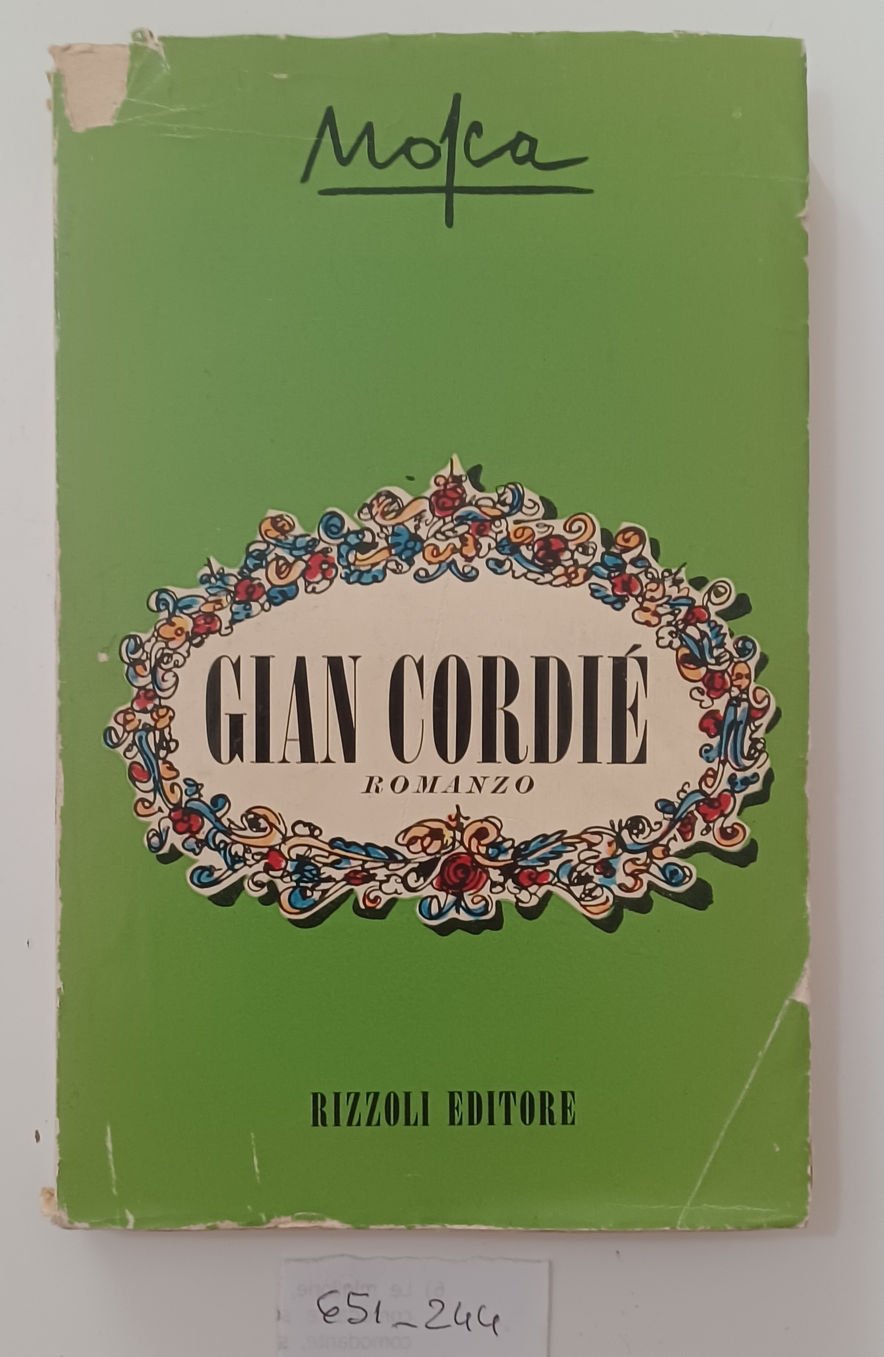 Mosca
GIAN CORDIÉ
ROMANZO
RIZZOLI EDITORE
651_244